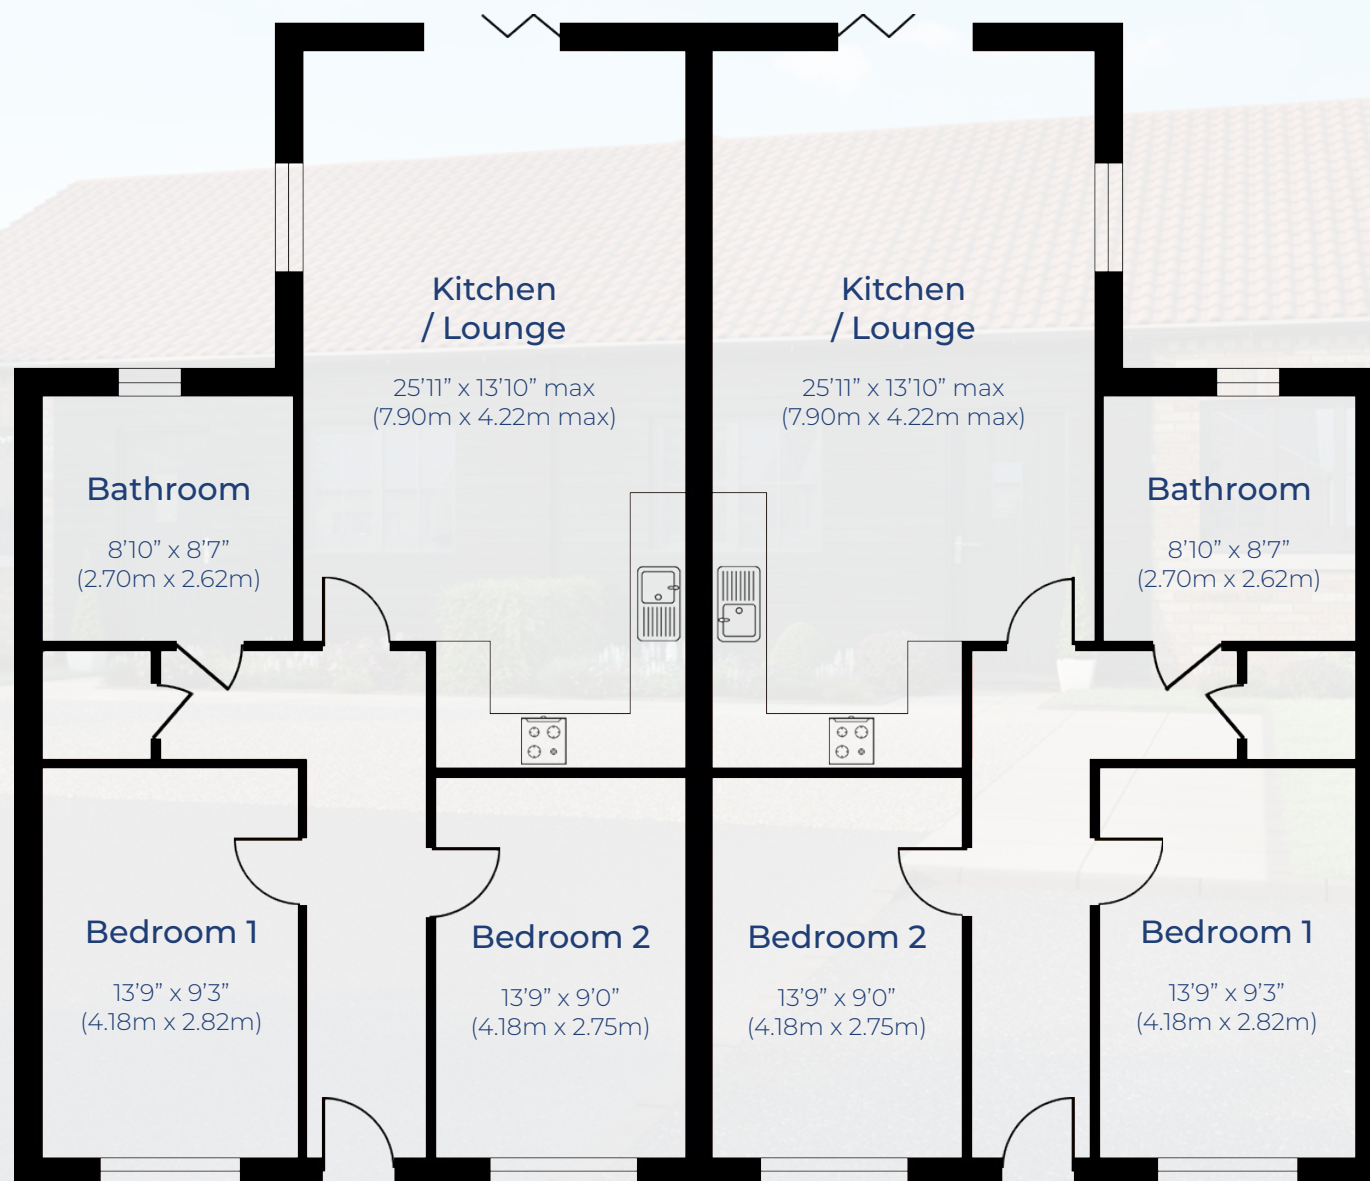 Kitchen
/ Lounge
25’11” x 13’10” max
(7.90m x 4.22m max)
Kitchen
/ Lounge
25’11” x 13’10” max
(7.90m x 4.22m max)
Bathroom
8’10” x 8’7”
(2.70m x 2.62m)
Bathroom
8’10” x 8’7”
(2.70m x 2.62m)
Bedroom 1
13’9” x 9’3”
(4.18m x 2.82m)
Bedroom 2
13’9” x 9’0”
(4.18m x 2.75m)
Bedroom 2
13’9” x 9’0”
(4.18m x 2.75m)
Bedroom 1
13’9” x 9’3”
(4.18m x 2.82m)